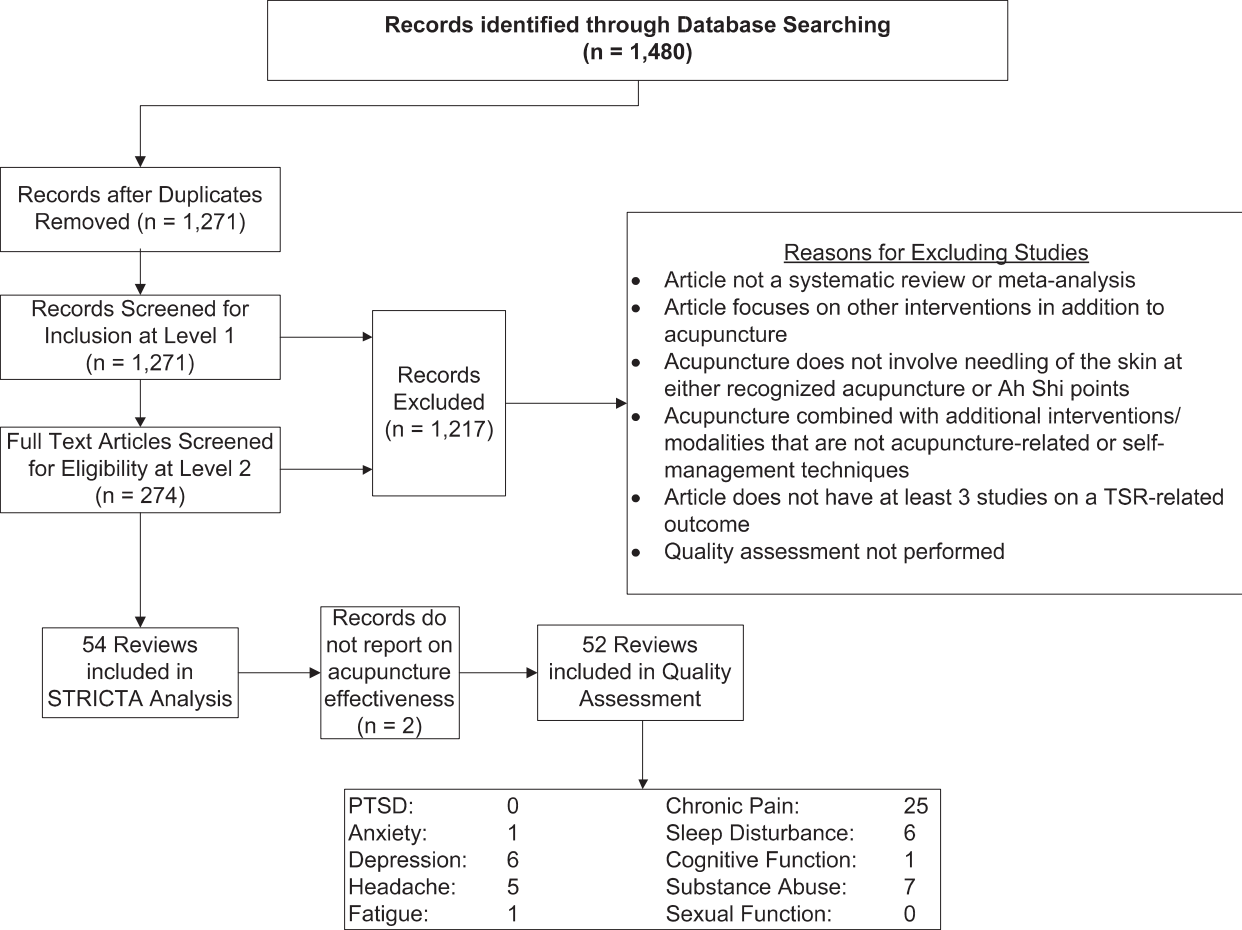 Records identified through Database Searching
(n = 1,480)
Records after Duplicates
Removed (n = 1,271)
Records Screened for
Inclusion at Level 1
(n = 1,271)
Full Text Articles Screened
for Eligibility at Level 2
(n = 274)
Records
Excluded
(n = 1,217)
Reasons for Excluding Studies
• Article not a systematic review or meta-analysis
• Article focuses on other interventions in addition to
acupuncture
• Acupuncture does not involve needling of the skin at
either recognized acupuncture or Ah Shi points
• Acupuncture combined with additional interventions/
modalities that are not acupuncture-related or self-
management techniques
• Article does not have at least 3 studies on a TSR-related
outcome
• Quality assessment not performed
54 Reviews
included in
STRICTA Analysis
Records do
not report on
acupuncture
effectiveness
(n = 2)
52 Reviews
included in Quality
Assessment
PTSD: 0
Anxiety: 1
Depression: 6
Headache: 5
Fatigue: 1
Chronic Pain: 25
Sleep Disturbance: 6
Cognitive Function: 1
Substance Abuse: 7
Sexual Function: 0